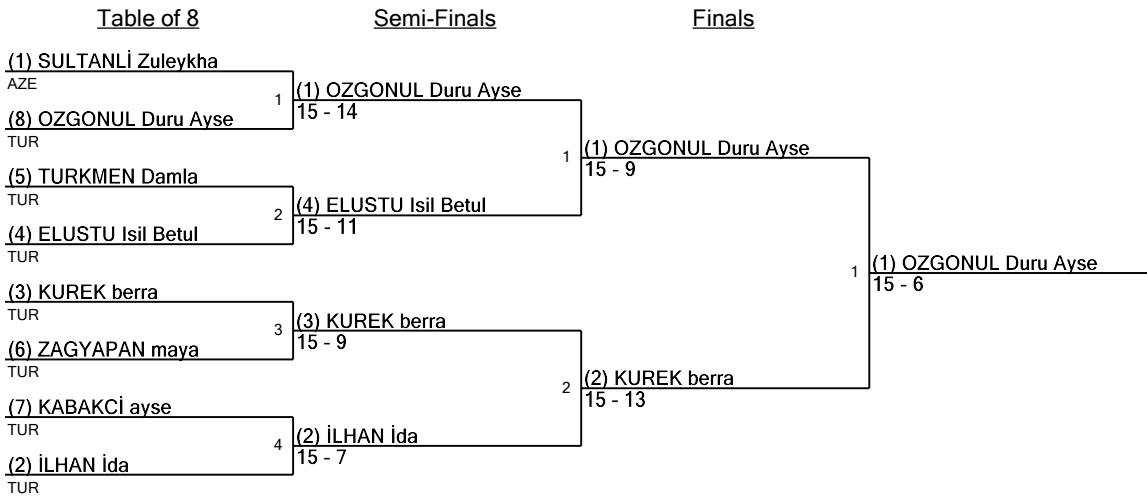 Table of 8
Semi-Finals
Finals
(1) SULTANLİ Zuleykha
AZE
1
(8) OZGONUL Duru Ayse
TUR
(1) OZGONUL Duru Ayse
15 - 14
(5) TURKMEN Damla
TUR
2
(4) ELUSTU Isil Betul
TUR
(4) ELUSTU Isil Betul
15 - 11
1
(1) OZGONUL Duru Ayse
15 - 9
(3) KUREK berra
TUR
3
(6) ZAGYAPAN maya
TUR
(3) KUREK berra
15 - 9
(7) KABAKCİ ayse
TUR
4
(2) İLHAN İda
TUR
(2) İLHAN İda
15 - 7
2
(2) KUREK berra
15 - 13
1
(1) OZGONUL Duru Ayse
15 - 6